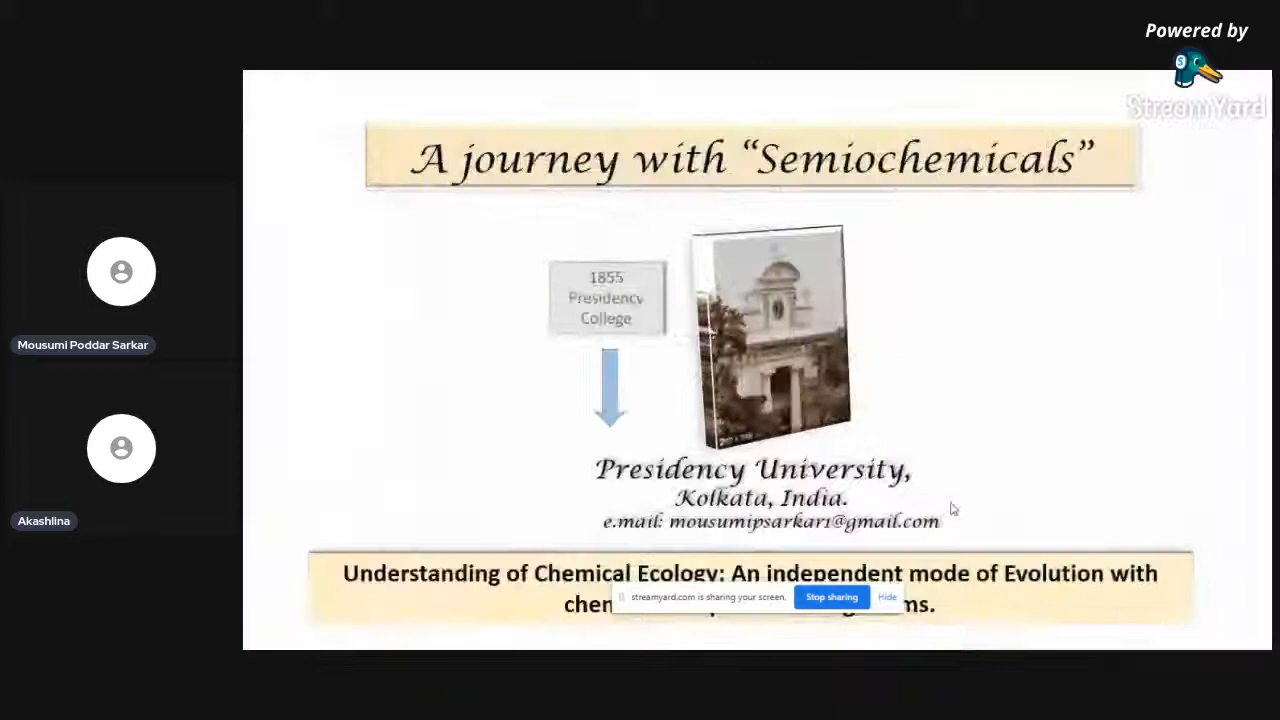 Powered by
StreamYard
A journey with “Semiochemicals”
1855
Presidency
College
Presidency University,
Kolkata, India.
e.mail: mousumipsarkar1@gmail.com
Understanding of Chemical Ecology: An independent mode of Evolution with
streamyard.com is sharing your screen.
Stop sharing
Hide
Mousumi Poddar Sarkar
Akashlina